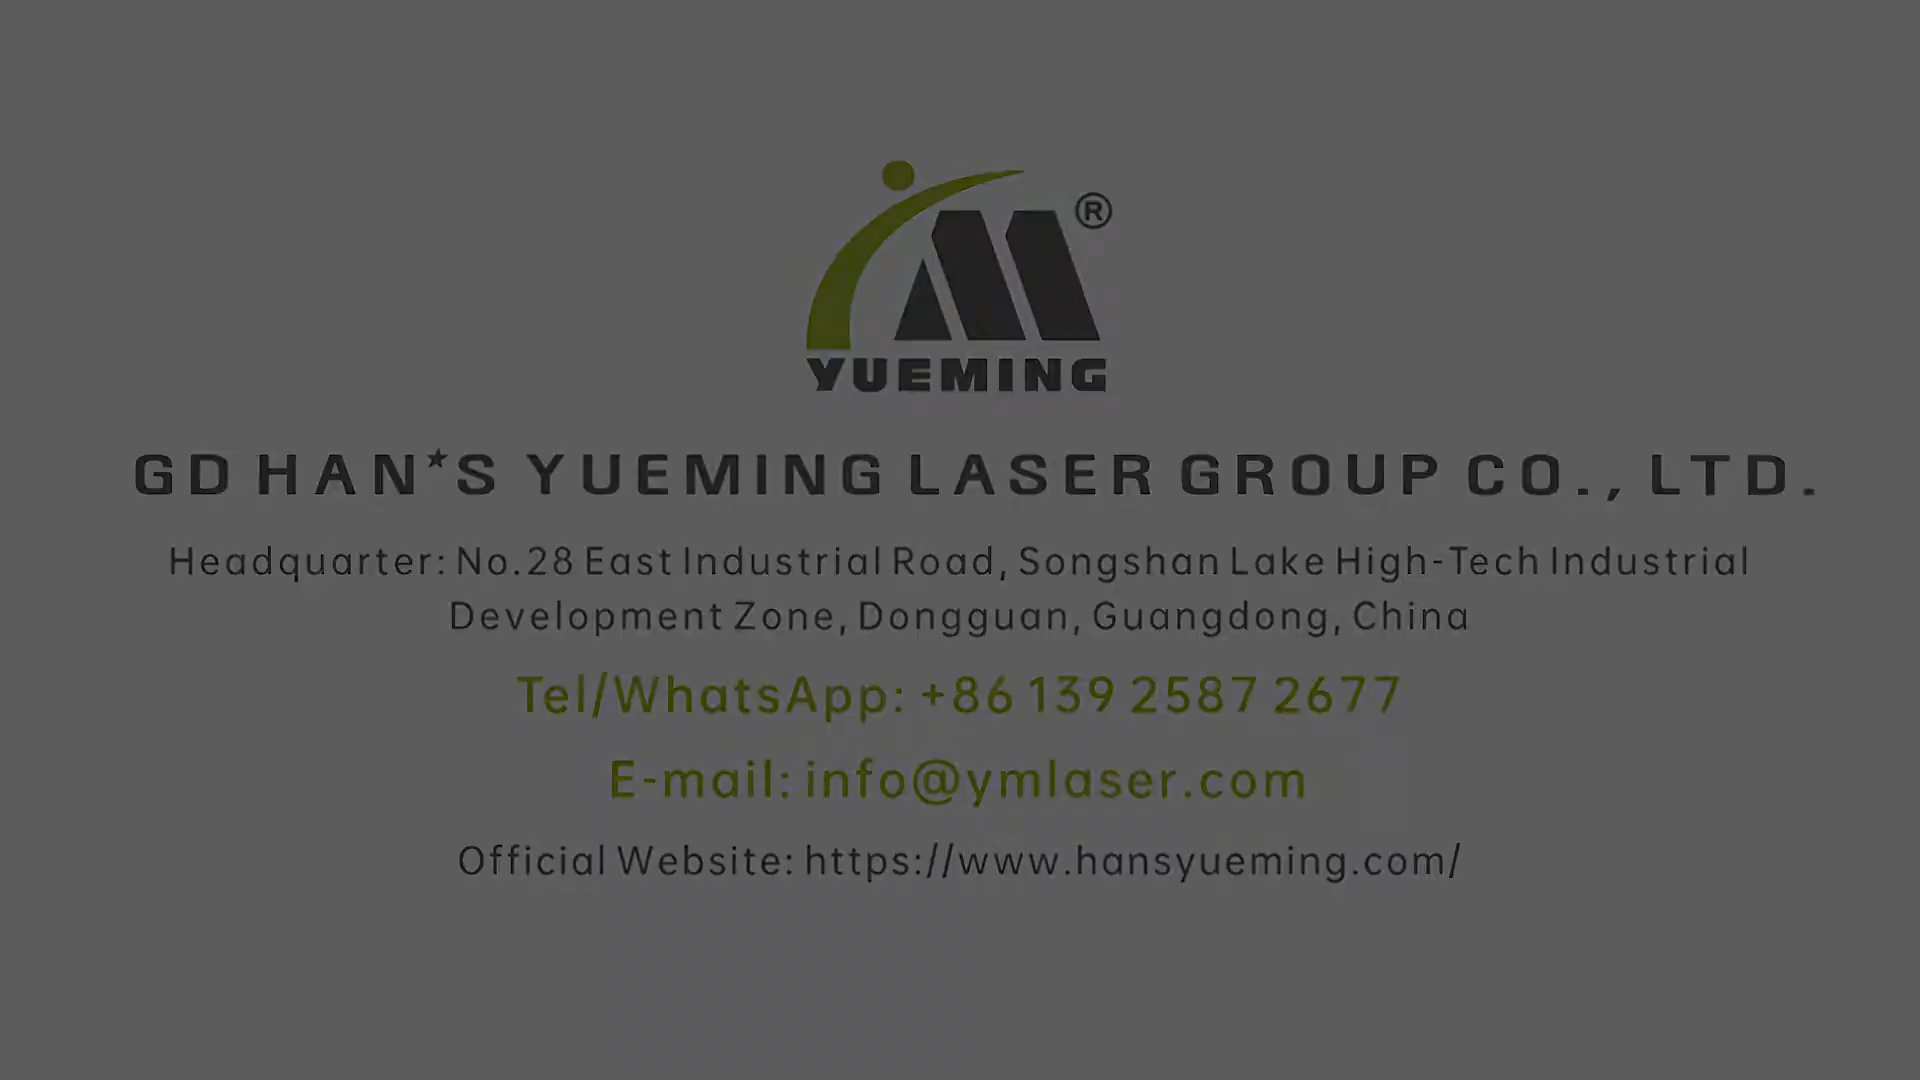 ®
YUEMING
GD HAN*S YUEMING LASER GROUP CO., LTD.
Headquarter: No.28 East Industrial Road, Songshan Lake High-Tech Industrial
Development Zone, Dongguan, Guangdong, China
Tel/WhatsApp: +86 139 2587 2677
E-mail: info@ymlaser.com
Official Website: https://www.hansyueming.com/